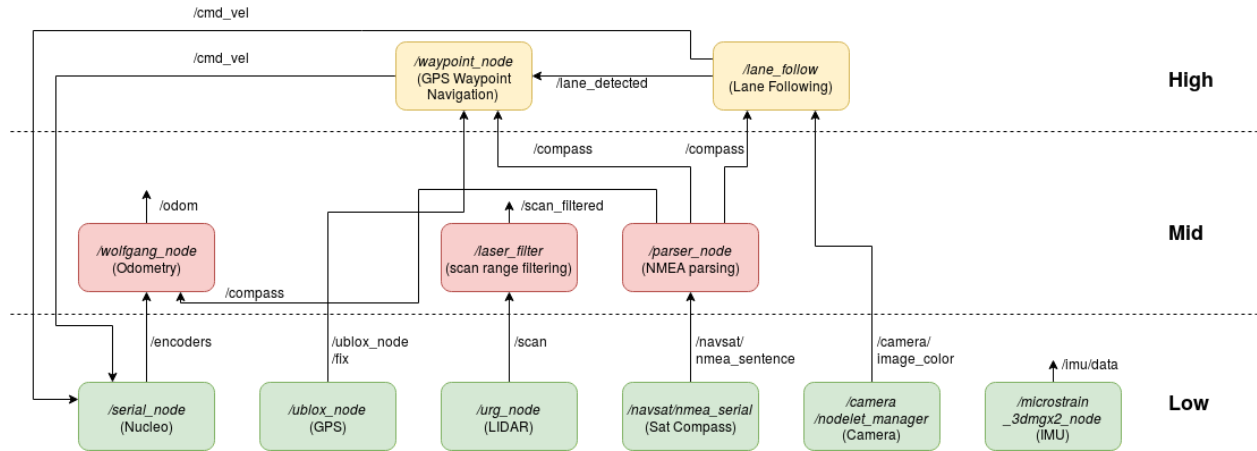 /cmd_vel
/cmd_vel
/waypoint_node
(GPS Waypoint
Navigation)
/lane_detected
/lane_follow
(Lane Following)
High
/compass
/compass
/odom
/scan_filtered
/wolfgang_node
(Odometry)
/laser_filter
(scan range filtering)
/parser_node
(NMEA parsing)
Mid
/compass
/encoders
/ublox_node
/fix
/scan
/navsat/
nmea_sentence
/camera/
image_color
/imu/data
/serial_node
(Nucleo)
/ublox_node
(GPS)
/urg_node
(LIDAR)
/navsat/nmea_serial
(Sat Compass)
/camera
/nodelet_manager
(Camera)
/microstrain
_3dmgx2_node
(IMU)
Low